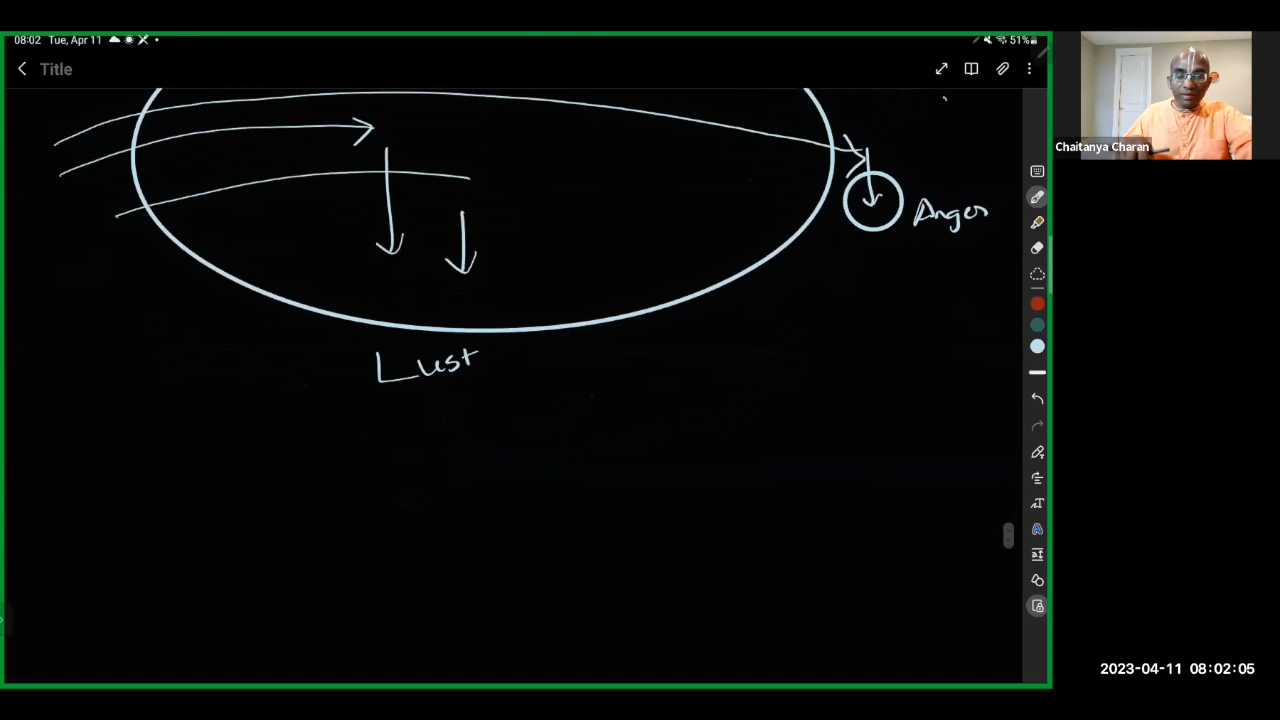 08:02 Tue, Apr 11 51%
Title
Chaitanya Charan
Anger
Lust
2023-04-11 08:02:05